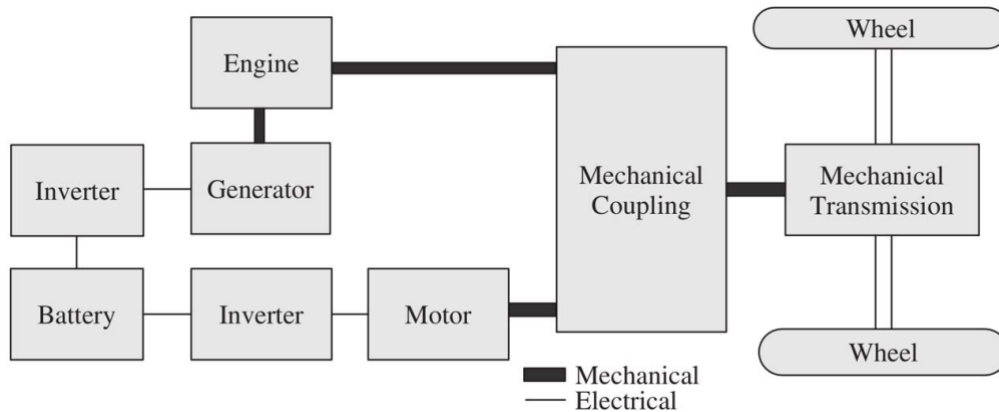 Wheel
Engine
Mechanical
Coupling
Inverter
Generator
Mechanical
Transmission
Battery
Inverter
Motor
Wheel
Mechanical
Electrical